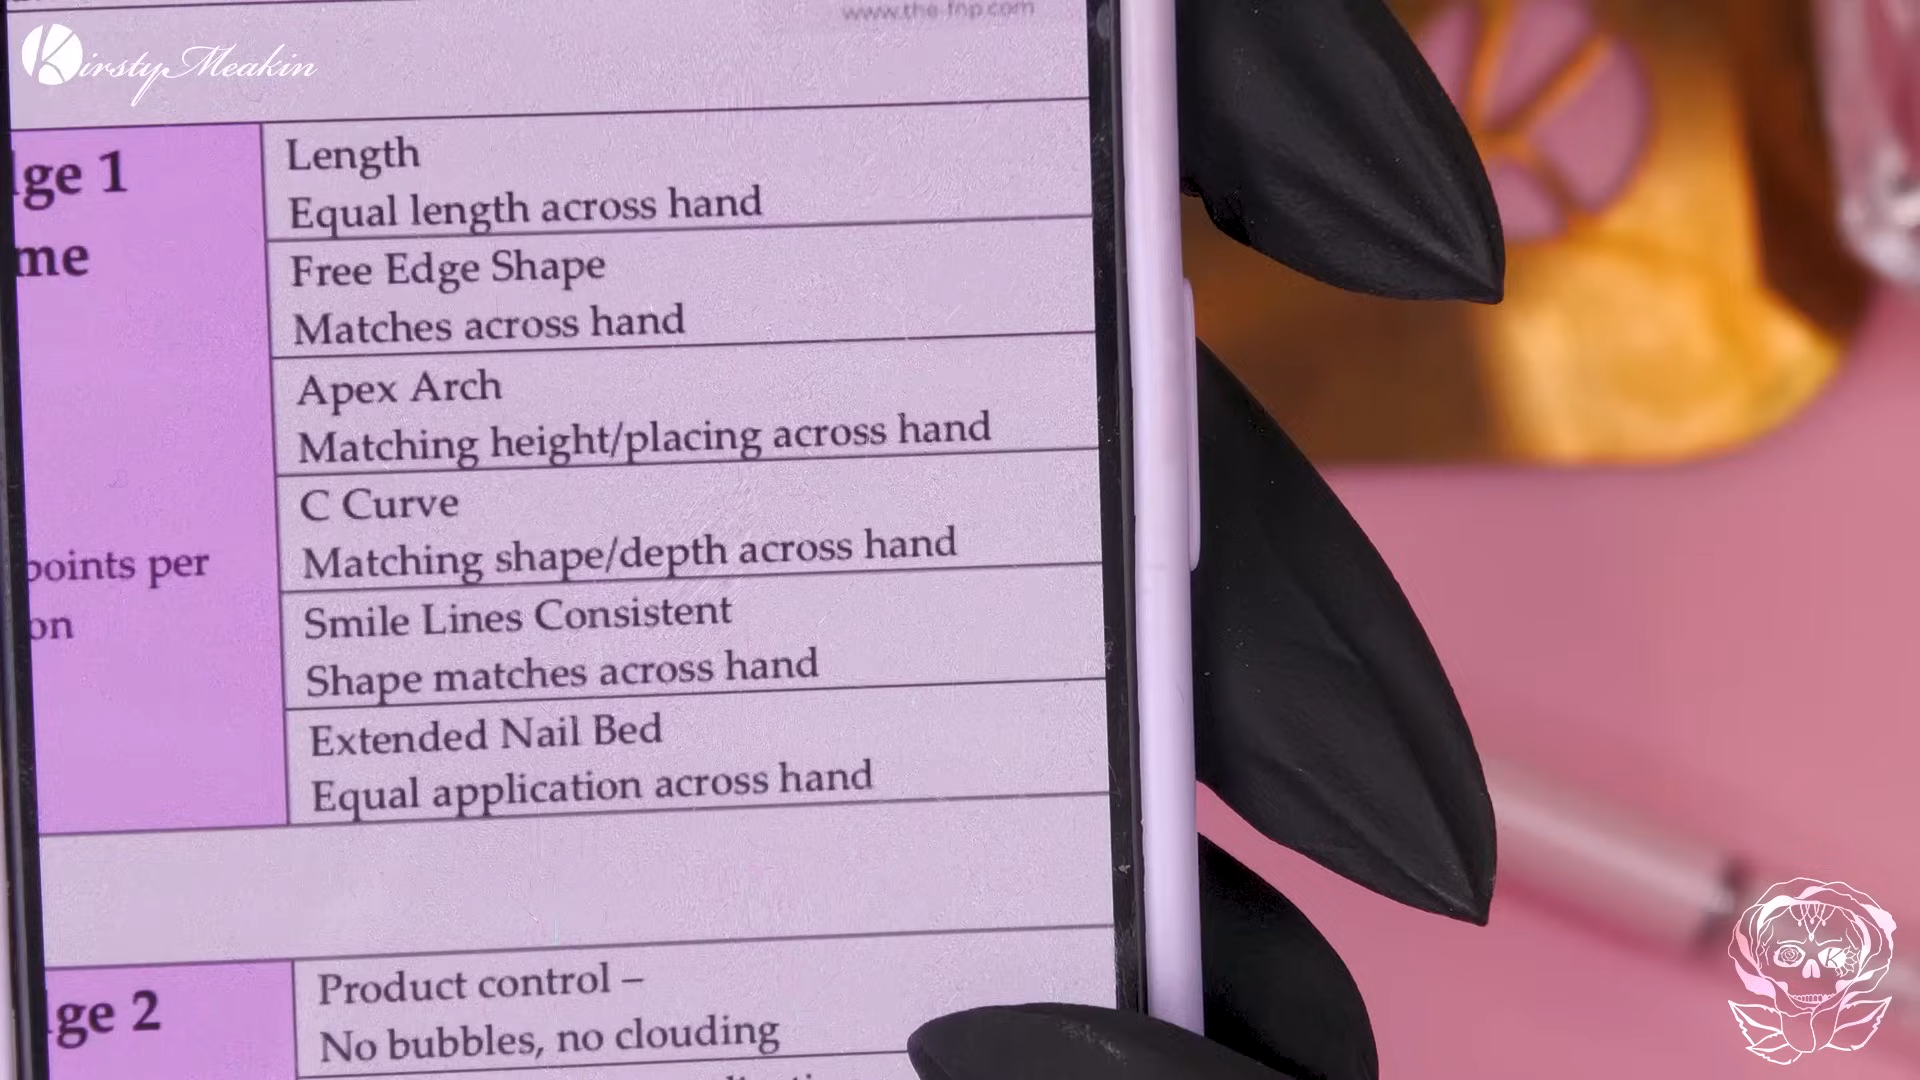 Kirsty Meakin
www.the-fnp.com
ge 1
me
points per
on
Length
Equal length across hand
Free Edge Shape
Matches across hand
Apex Arch
Matching height/placing across hand
C Curve
Matching shape/depth across hand
Smile Lines Consistent
Shape matches across hand
Extended Nail Bed
Equal application across hand
ge 2
Product control –
No bubbles, no clouding